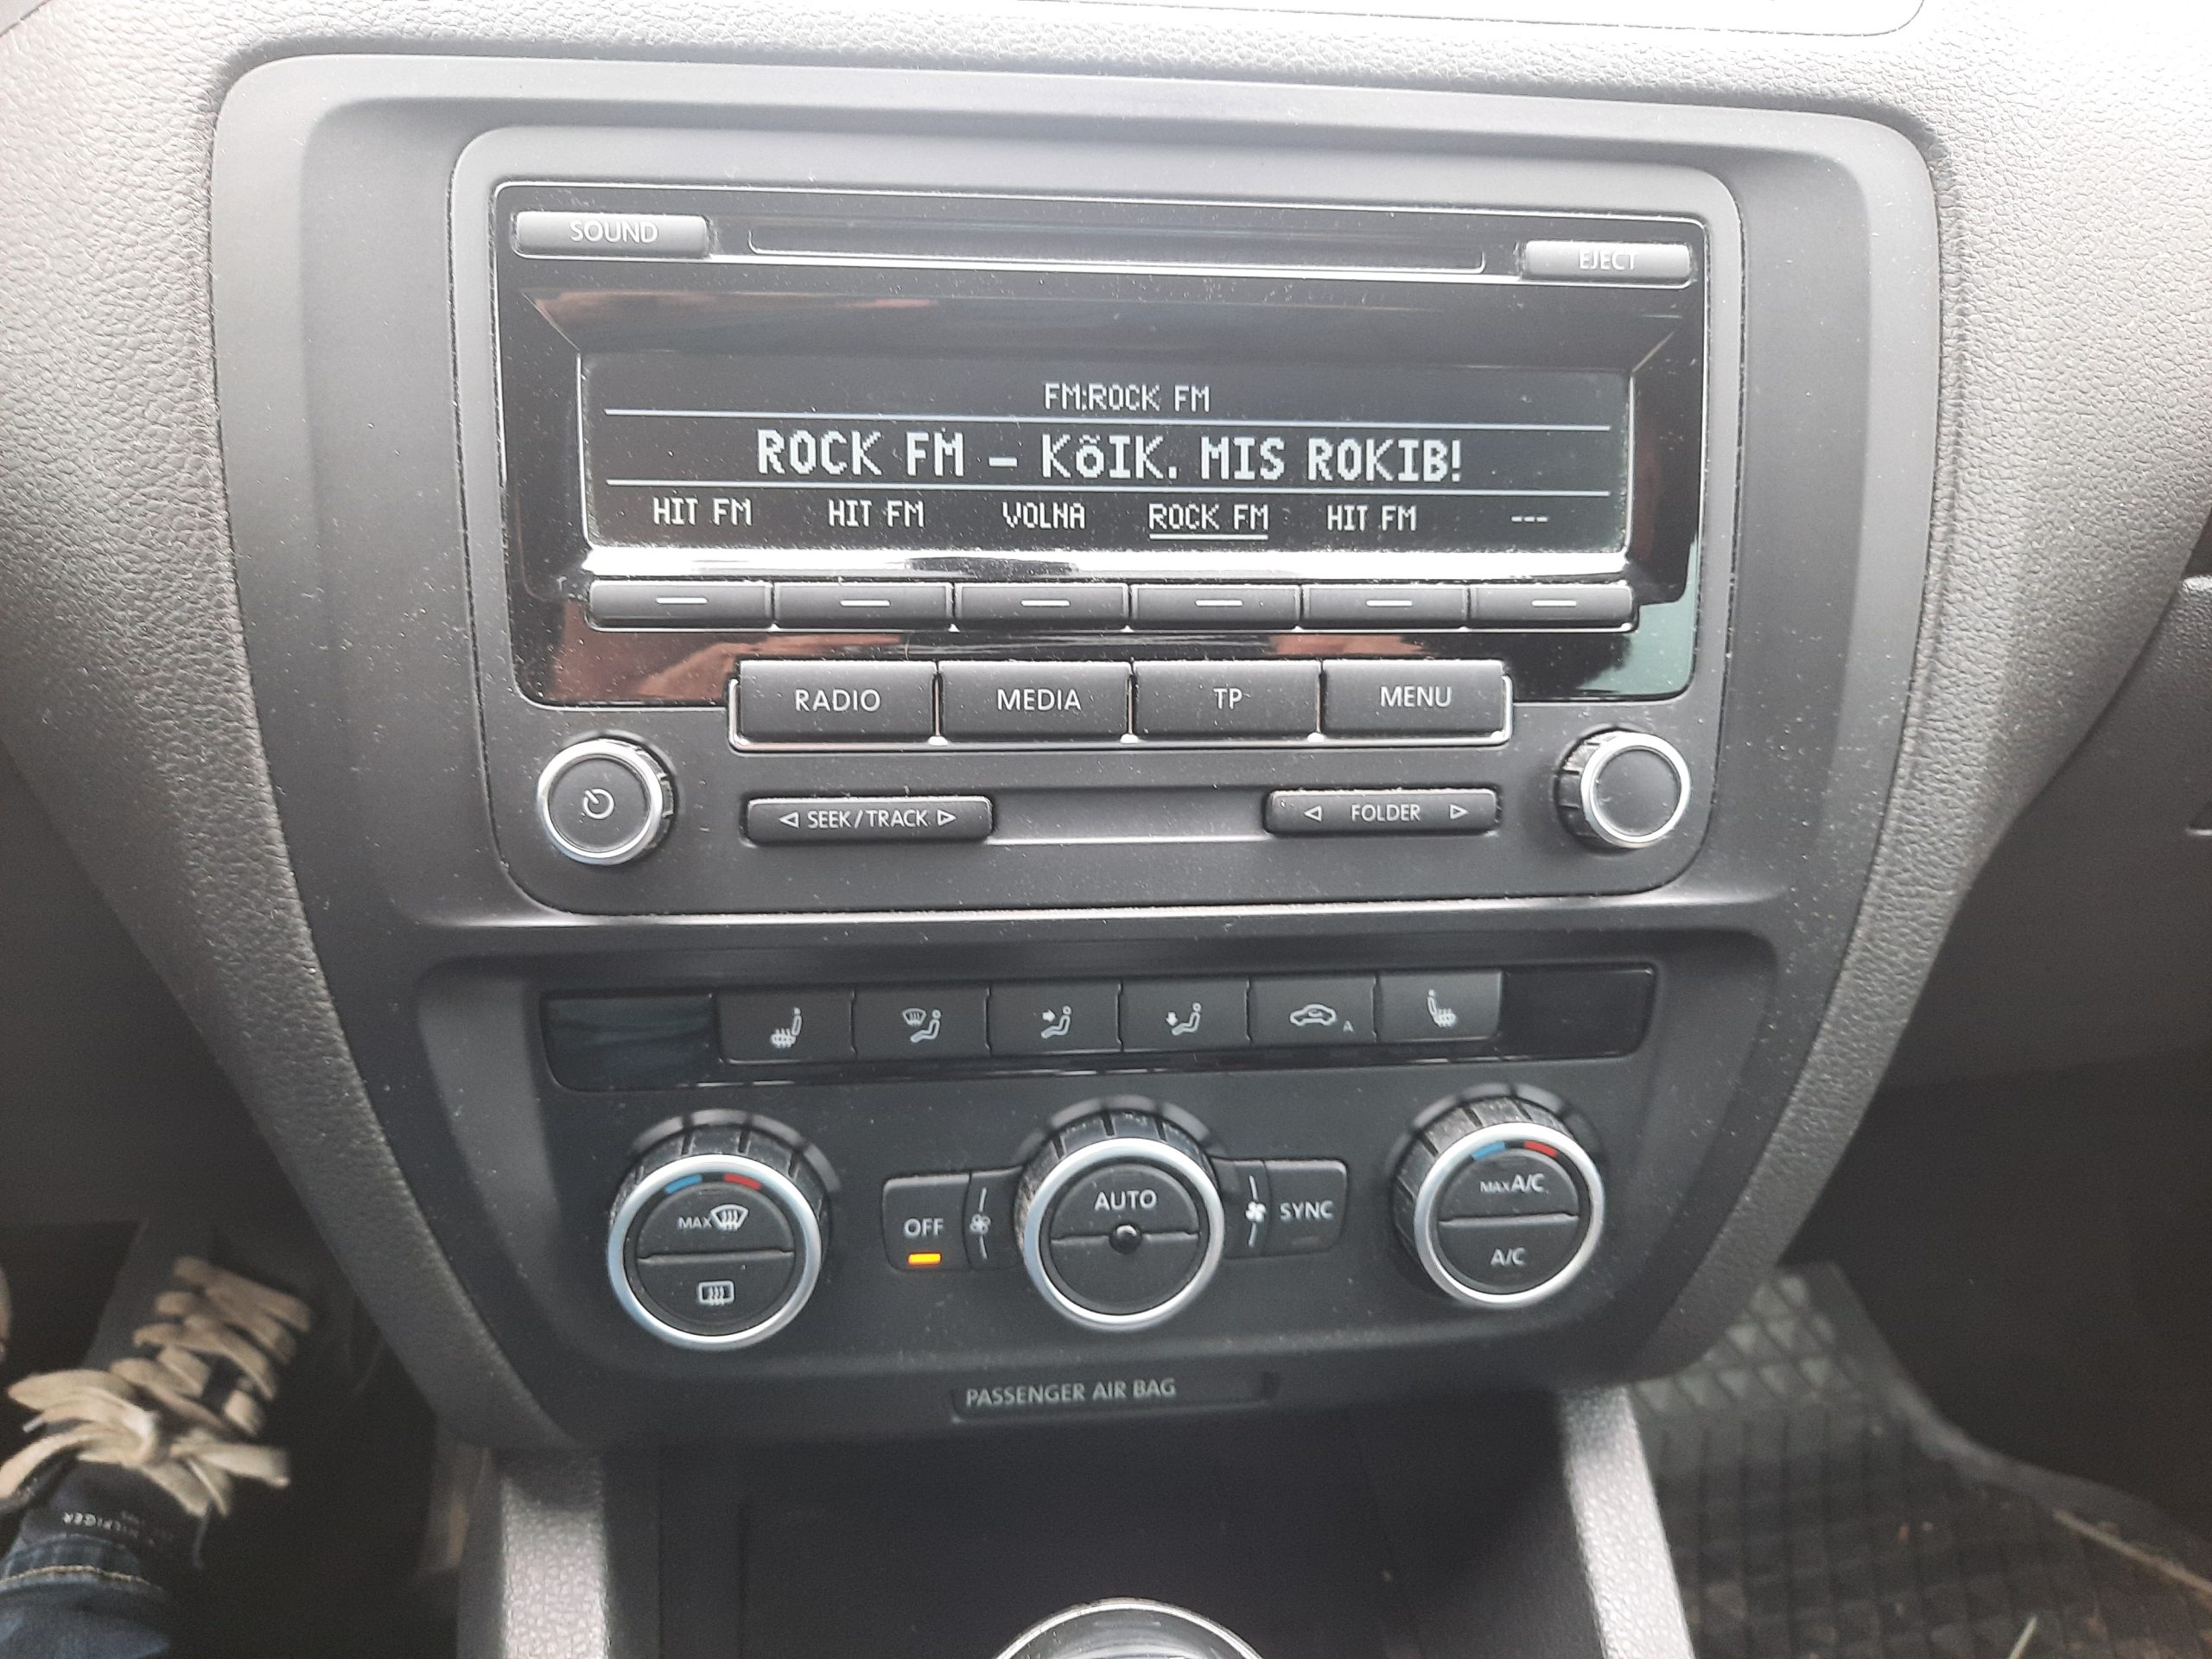 SOUND
EJECT
FM:ROCK FM
ROCK FM – KõIK. MIS ROKIB!
HIT FM HIT FM VOLNA ROCK FM HIT FM ---
RADIO MEDIA TP MENU
SEEK/TRACK FOLDER
A
MAX AUTO MAX A/C
OFF SYNC
A/C
PASSENGER AIR BAG
HILFIGER